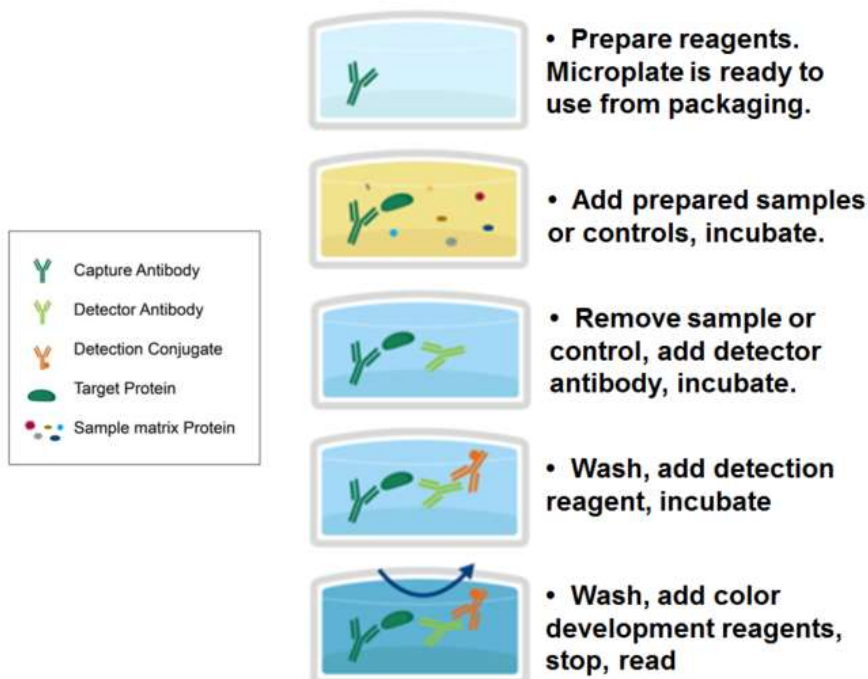 • Prepare reagents.
Microplate is ready to
use from packaging.
• Add prepared samples
or controls, incubate.
Capture Antibody
Detector Antibody
Detection Conjugate
Target Protein
Sample matrix Protein
• Remove sample or
control, add detector
antibody, incubate.
• Wash, add detection
reagent, incubate
• Wash, add color
development reagents,
stop, read